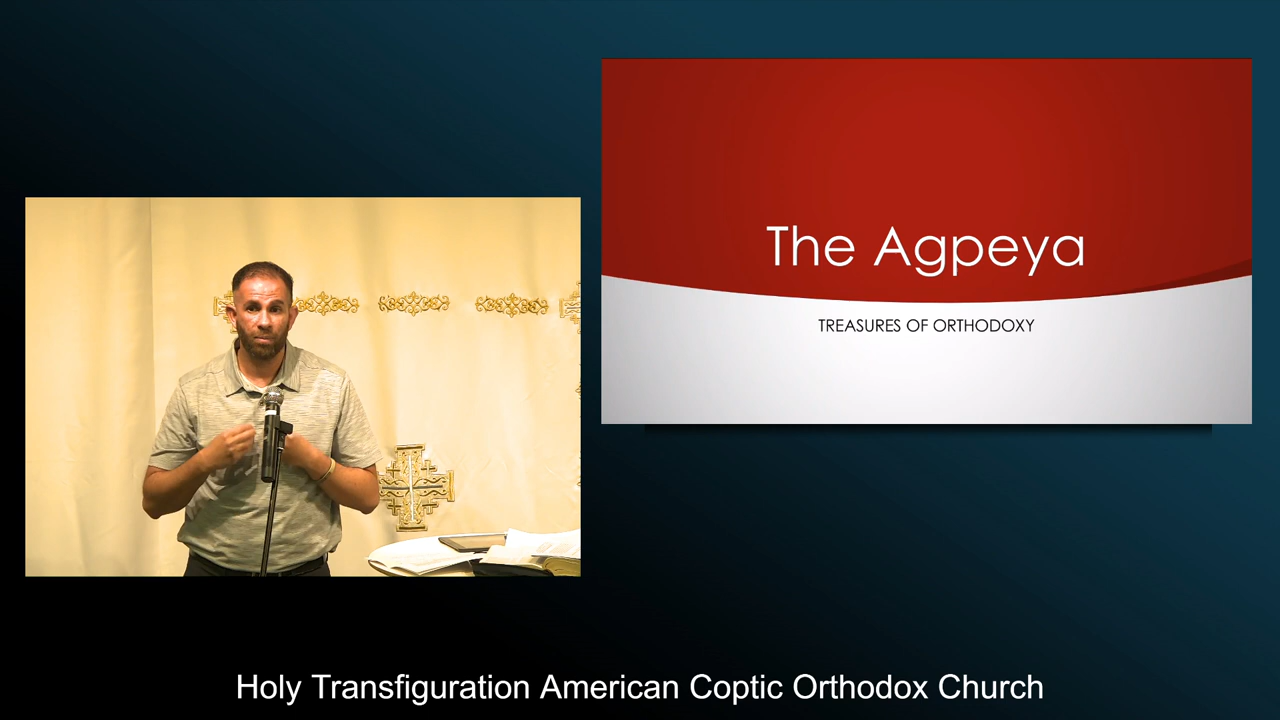 The Agpeya
TREASURES OF ORTHODOXY
Holy Transfiguration American Coptic Orthodox Church